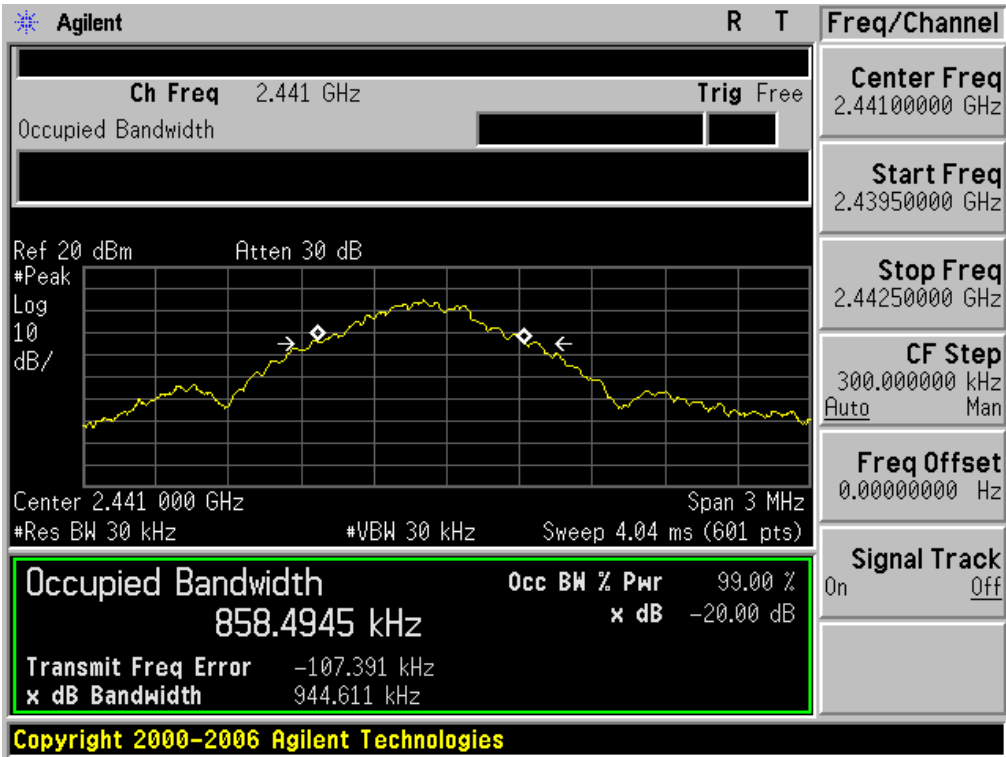 Agilent R T
Ch Freq 2.441 GHz Trig Free
Occupied Bandwidth
Ref 20 dBm Atten 30 dB
#Peak
Log
10
dB/
Center 2.441 000 GHz Span 3 MHz
#Res BW 30 kHz #VBW 30 kHz Sweep 4.04 ms (601 pts)
Occupied Bandwidth Occ BW % Pwr 99.00 %
858.4945 kHz x dB -20.00 dB
Transmit Freq Error -107.391 kHz
x dB Bandwidth 944.611 kHz
Copyright 2000-2006 Agilent Technologies
Freq/Channel
Center Freq
2.44100000 GHz
Start Freq
2.43950000 GHz
Stop Freq
2.44250000 GHz
CF Step
300.000000 kHz
Auto Man
Freq Offset
0.00000000 Hz
Signal Track
On Off